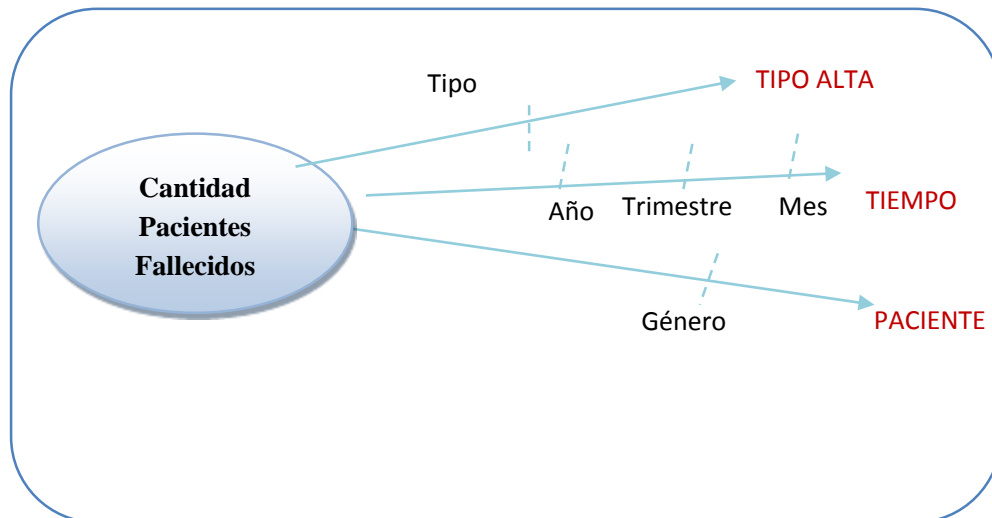 Tipo
TIPO ALTA
Cantidad
Pacientes
Fallecidos
Año
Trimestre
Mes
TIEMPO
Género
PACIENTE